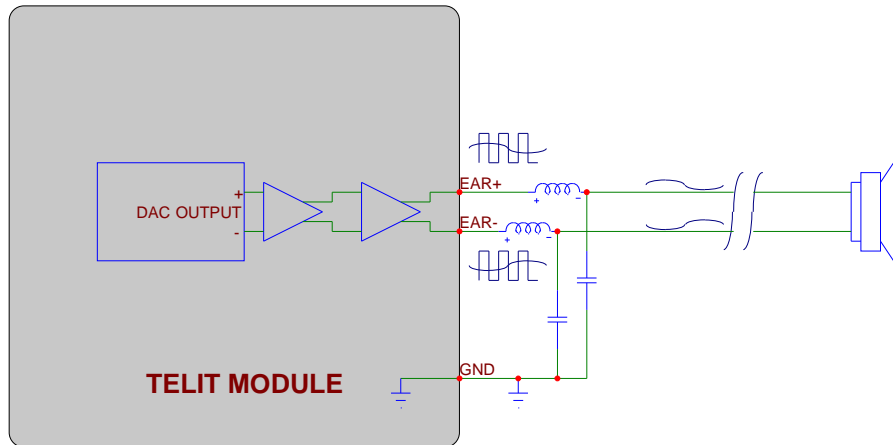 EAR+
+
+ -
DAC OUTPUT
EAR-
-
+ -
GND
TELIT MODULE